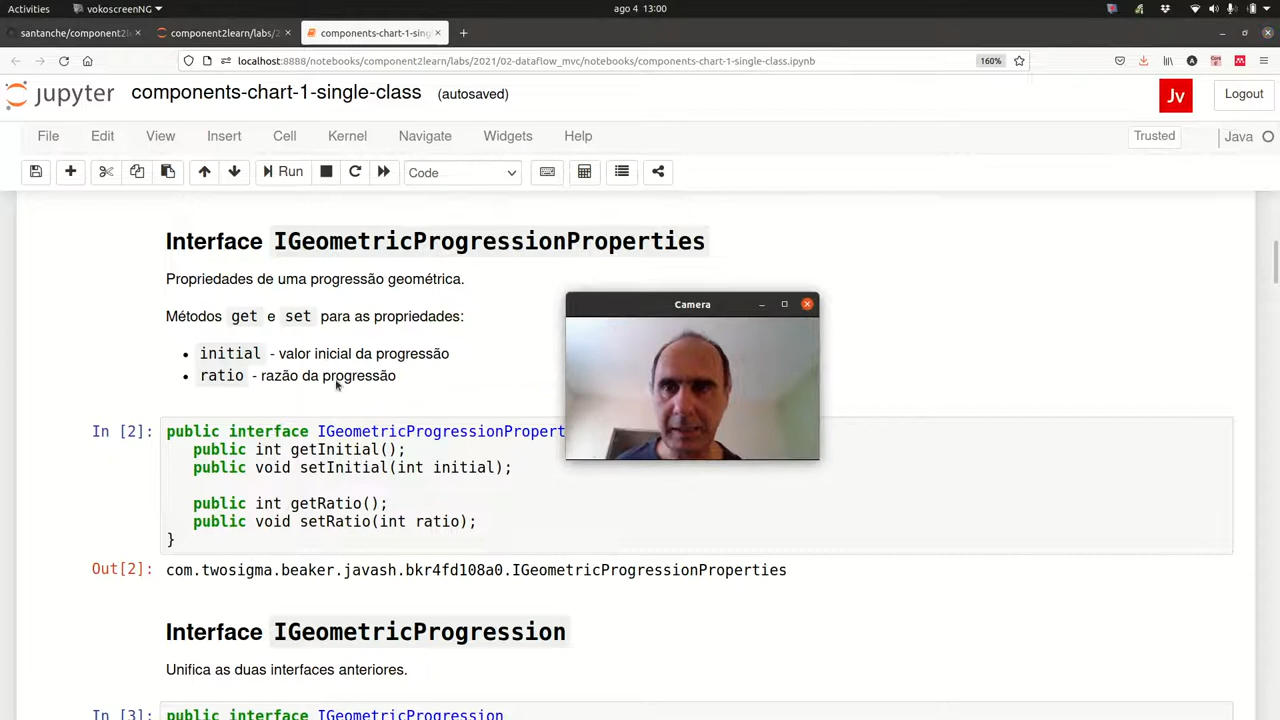 Activities
vokoscreenNG
ago 4 13:00
santanche/component2l
component2learn/labs/2
components-chart-1-sing
localhost:8888/notebooks/component2learn/labs/2021/02-dataflow_mvc/notebooks/components-chart-1-single-class.ipynb
160%
jupyter
components-chart-1-single-class (autosaved)
Jv
Logout
File Edit View Insert Cell Kernel Navigate Widgets Help
Trusted
Java
Run
Code
Interface IGeometricProgressionProperties
Propriedades de uma progressão geométrica.
Métodos get e set para as propriedades:
initial - valor inicial da progressão
ratio - razão da progressão
Camera
In [2]: public interface IGeometricProgressionPropert
public int getInitial();
public void setInitial(int initial);
public int getRatio();
public void setRatio(int ratio);
}
Out[2]: com.twosigma.beaker.javash.bkr4fd108a0.IGeometricProgressionProperties
Interface IGeometricProgression
Unifica as duas interfaces anteriores.
In [3]: public interface IGeometricProgression